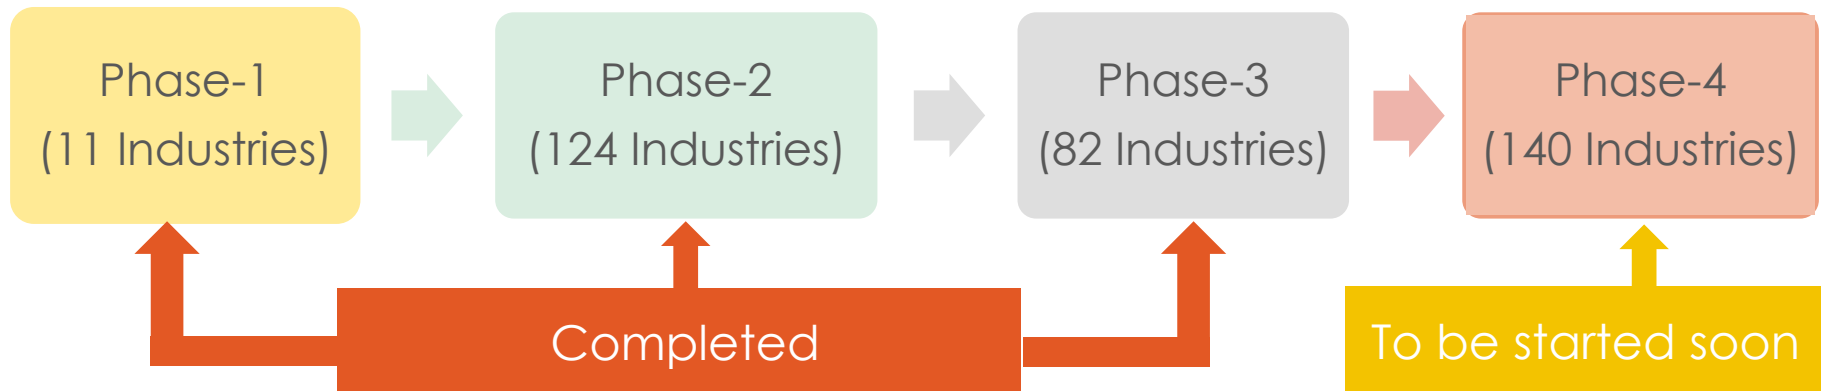 Phase-1
(11 Industries)
Phase-2
(124 Industries)
Phase-3
(82 Industries)
Phase-4
(140 Industries)
Completed
To be started soon